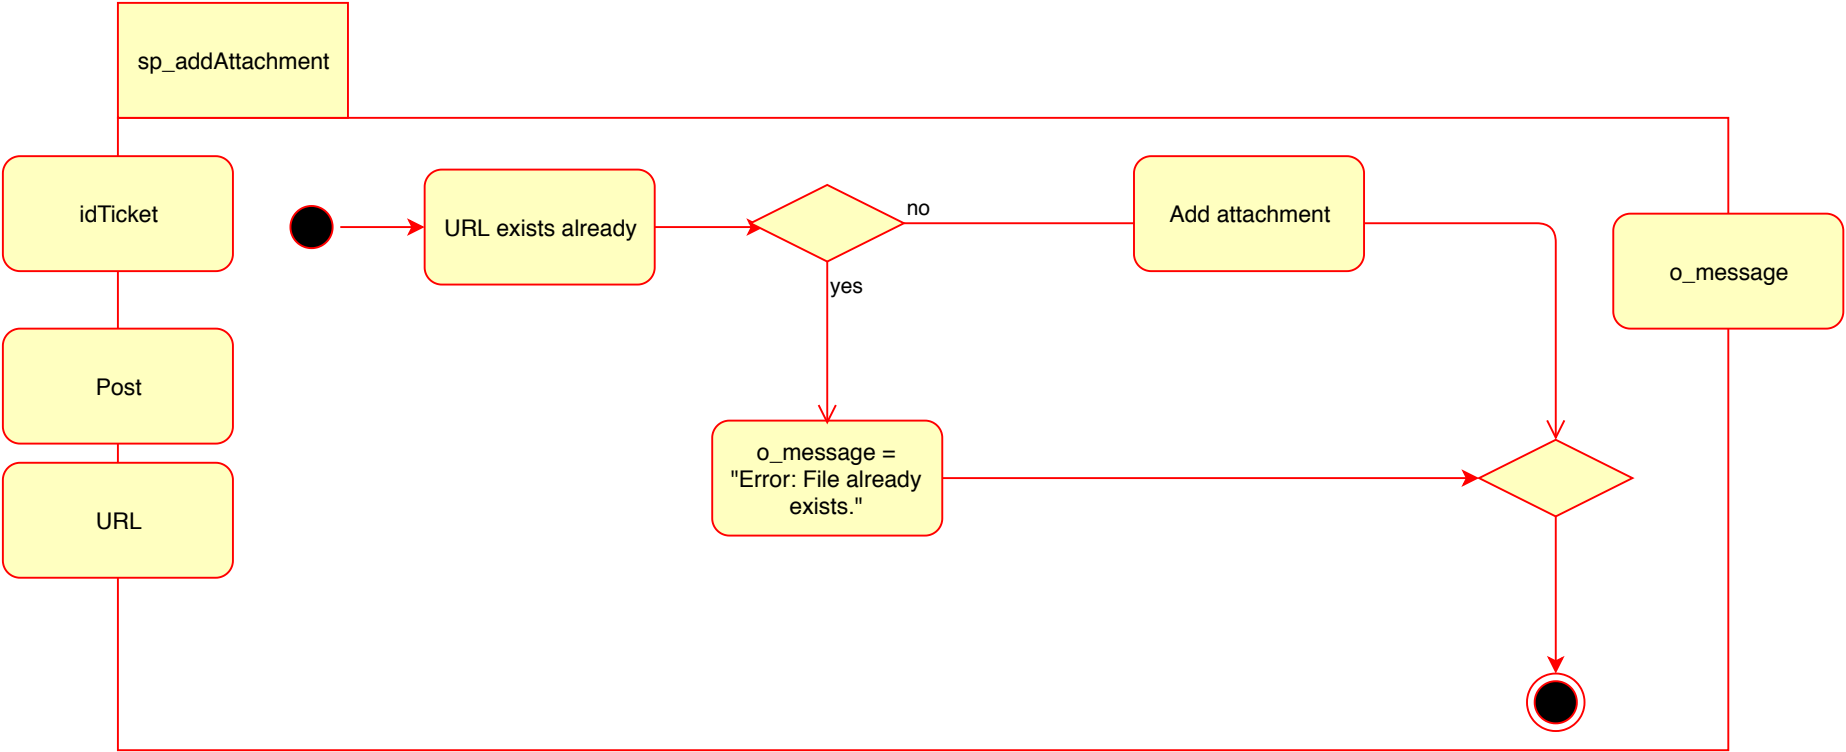 sp_addAttachment
idTicket
URL exists already
no
Add attachment
o_message
yes
Post
o_message =
"Error: File already
exists."
URL